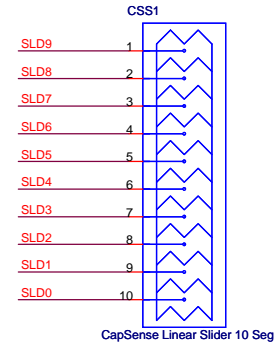 CSS1
SLD9 1
SLD8 2
SLD7 3
SLD6 4
SLD5 5
SLD4 6
SLD3 7
SLD2 8
SLD1 9
SLD0 10
CapSense Linear Slider 10 Seg